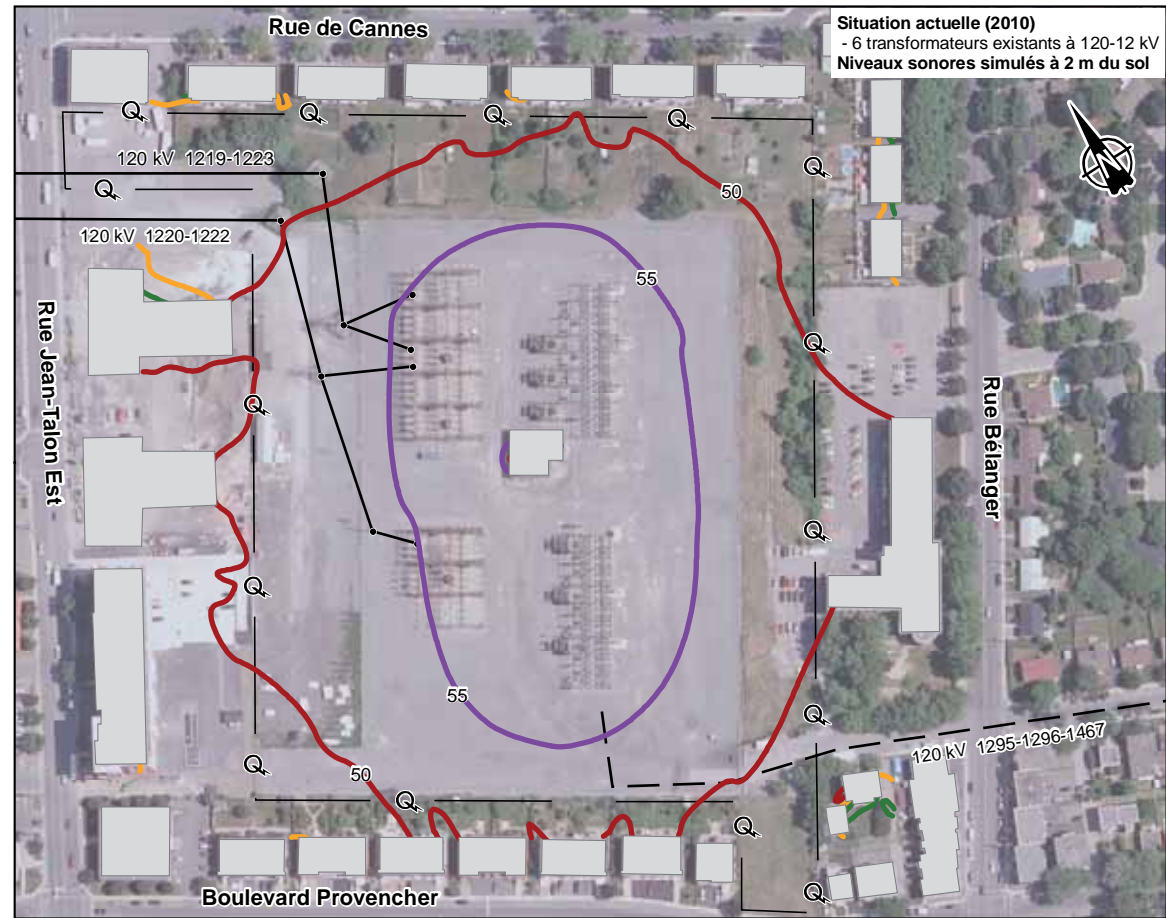 Rue de Cannes
Situation actuelle (2010)
- 6 transformateurs existants à 120-12 kV
Niveaux sonores simulés à 2 m du sol
120 kV 1219-1223
50
120 kV 1220-1222
55
Rue Jean-Talon Est
Rue Bélanger
55
120 kV 1295-1296-1467
50
Boulevard Provencher